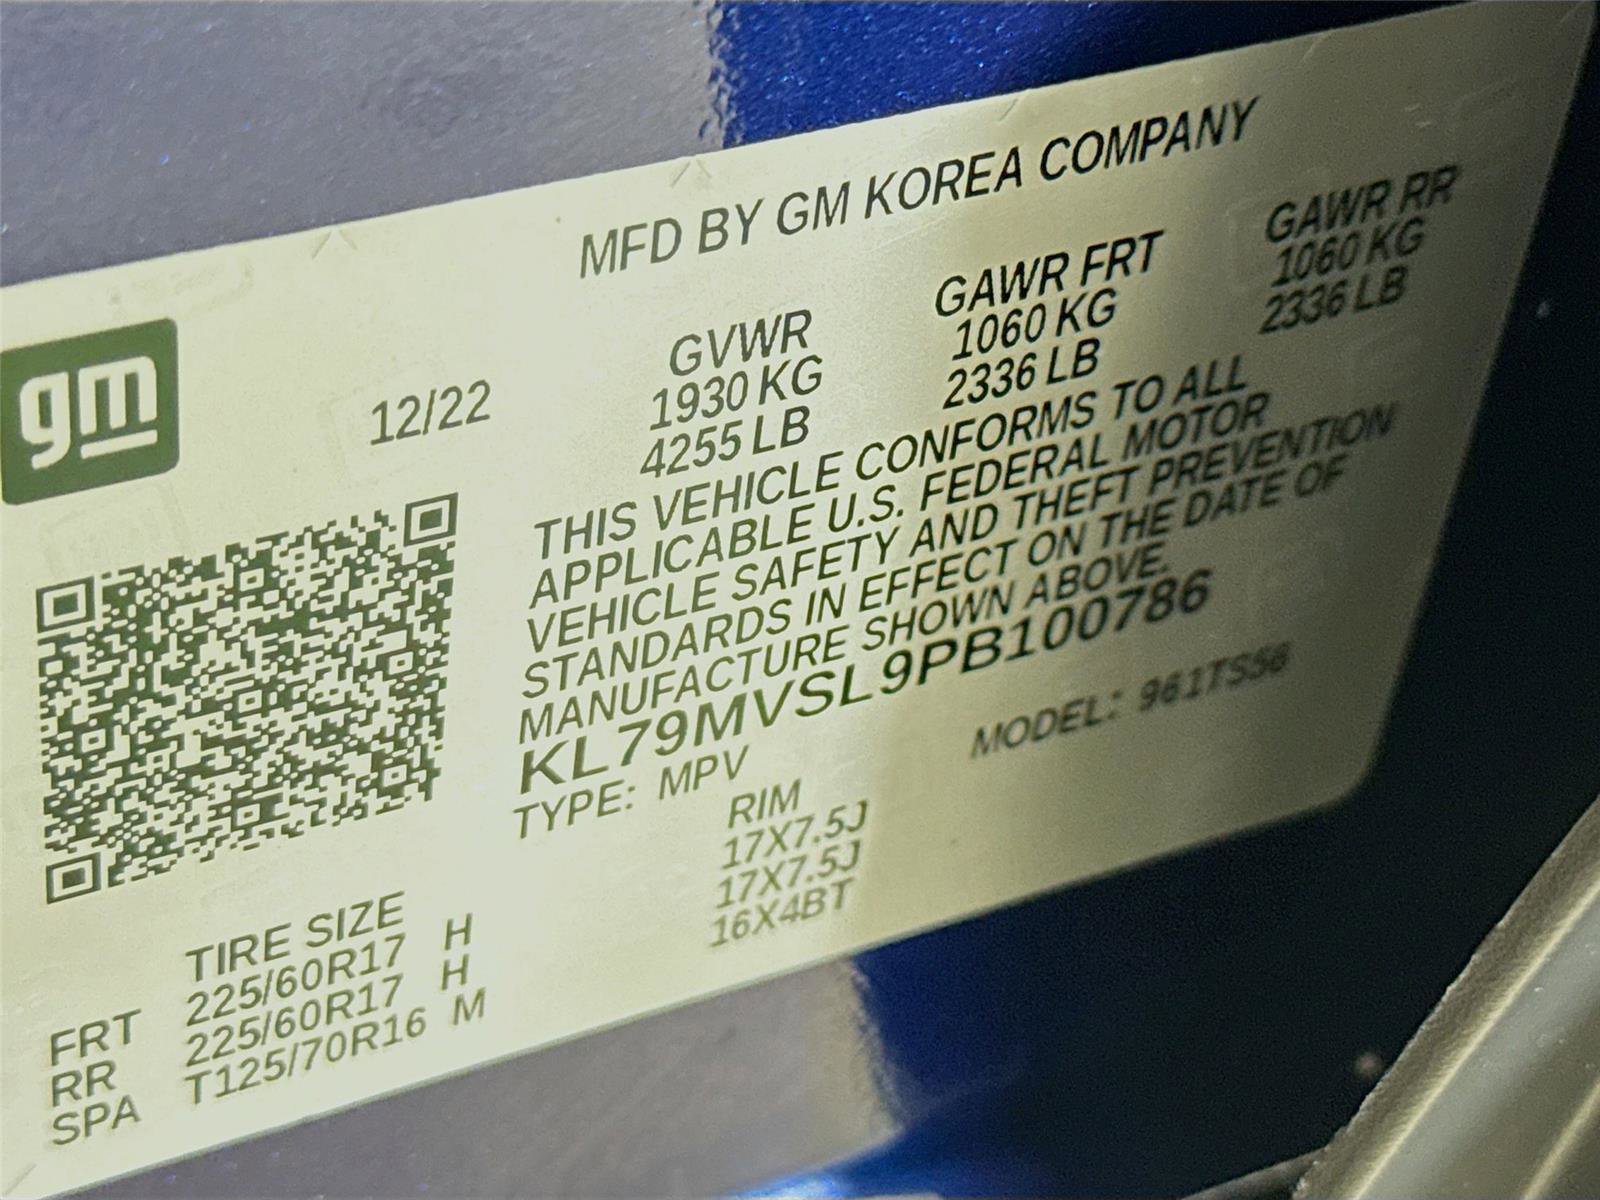 MFD BY GM KOREA COMPANY
gm
12/22
GVWR
1930 KG
4255 LB
GAWR FRT
1060 KG
2336 LB
GAWR RR
1060 KG
2336 LB
THIS VEHICLE CONFORMS TO ALL
APPLICABLE U.S. FEDERAL MOTOR
VEHICLE SAFETY AND THEFT PREVENTION
STANDARDS IN EFFECT ON THE DATE OF
MANUFACTURE SHOWN ABOVE.
KL79MVSL9PB100786
TYPE: MPV
MODEL: 961TS56
TIRE SIZE RIM
FRT 225/60R17 H 17X7.5J
RR 225/60R17 H 17X7.5J
SPA T125/70R16 M 16X4BT